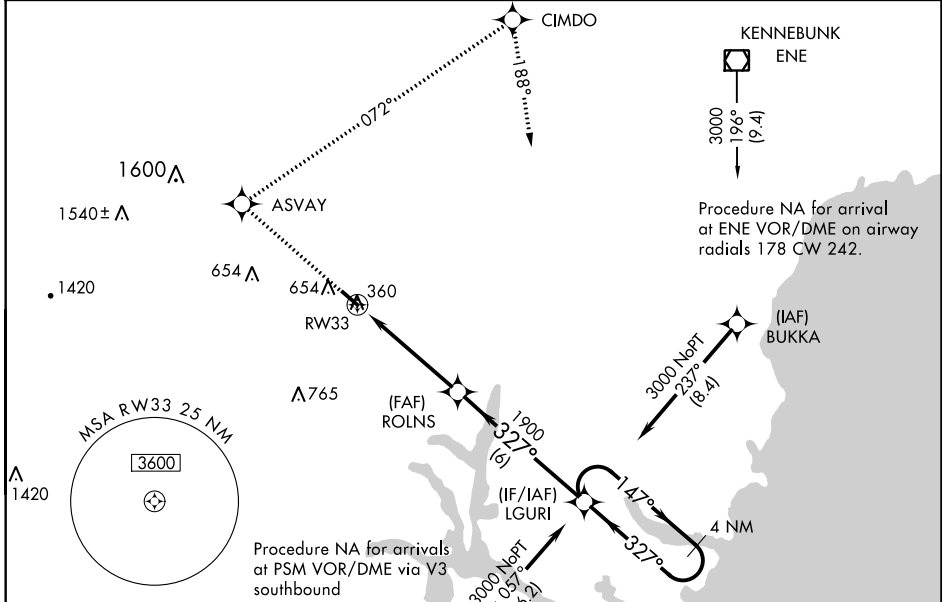 CIMDO
KENNEBUNK
ENE
188°
072°
3000
196°
(9.4)
1600
ASVAY
1540±
Procedure NA for arrival
at ENE VOR/DME on airway
radials 178 CW 242.
654
1420
654
360
RW33
(IAF)
BUKKA
3000 NoPT
237°
(8.4)
765
(FAF)
ROLNS
MSA RW33 25 NM
1900
327°
(6)
3600
1420
(IF/IAF)
LGURI
147°
4 NM
327°
Procedure NA for arrivals
at PSM VOR/DME via V3
southbound
3000 NoPT
057°